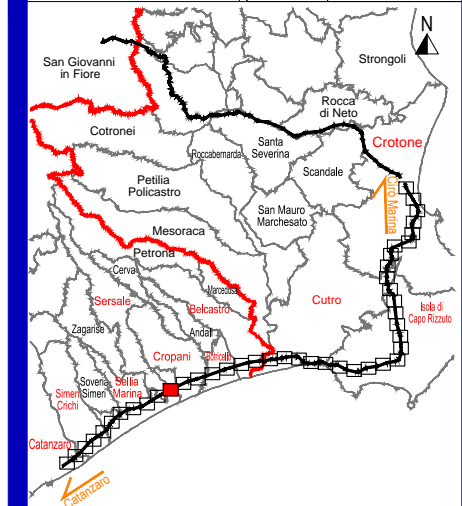 N
Strongoli
San Giovanni
in Fiore
Rocca
di Neto
Cotronei
Crotone
Santa
Severina
Roccabernarda
Scandale
Petilia
Policastro
Cirò Marina
San Mauro
Marchesato
Mesoraca
Petrona
Cerva
Marcedusa
Sersale
Belcastro
Cutro
Isola di
Capo Rizzuto
Zagarise
Andali
Cropani
Botricello
Soveria
Simeri
Sellia
Marina
Simeri
Crichi
Catanzaro
Catanzaro